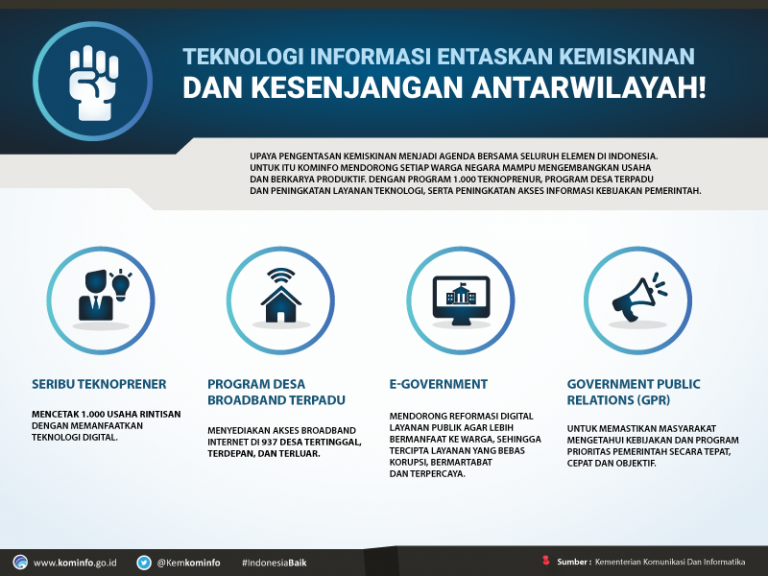 TEKNOLOGI INFORMASI ENTASKAN KEMISKINAN
DAN KESENJANGAN ANTARWILAYAH!
UPAYA PENGENTASAN KEMISKINAN MENJADI AGENDA BERSAMA SELURUH ELEMEN DI INDONESIA.
UNTUK ITU KOMINFO MENDORONG SETIAP WARGA NEGARA MAMPU MENGEMBANGKAN USAHA
DAN BERKARYA PRODUKTIF. DENGAN PROGRAM 1.000 TEKNOPRENUR, PROGRAM DESA TERPADU
DAN PENINGKATAN LAYANAN TEKNOLOGI, SERTA PENINGKATAN AKSES INFORMASI KEBIJAKAN PEMERINTAH.
SERIBU TEKNOPRENER
MENCETAK 1.000 USAHA RINTISAN
DENGAN MEMANFAATKAN
TEKNOLOGI DIGITAL.
PROGRAM DESA
BROADBAND TERPADU
MENYEDIAKAN AKSES BROADBAND
INTERNET DI 937 DESA TERTINGGAL,
TERDEPAN, DAN TERLUAR.
E-GOVERNMENT
MENDORONG REFORMASI DIGITAL
LAYANAN PUBLIK AGAR LEBIH
BERMANFAAT KE WARGA, SEHINGGA
TERCIPTA LAYANAN YANG BEBAS
KORUPSI, BERMARTABAT
DAN TERPERCAYA.
GOVERNMENT PUBLIC
RELATIONS (GPR)
UNTUK MEMASTIKAN MASYARAKAT
MENGETAHUI KEBIJAKAN DAN PROGRAM
PRIORITAS PEMERINTAH SECARA TEPAT,
CEPAT DAN OBJEKTIF.
www.kominfo.go.id @Kemkominfo #IndonesiaBaik Sumber : Kementerian Komunikasi Dan Informatika